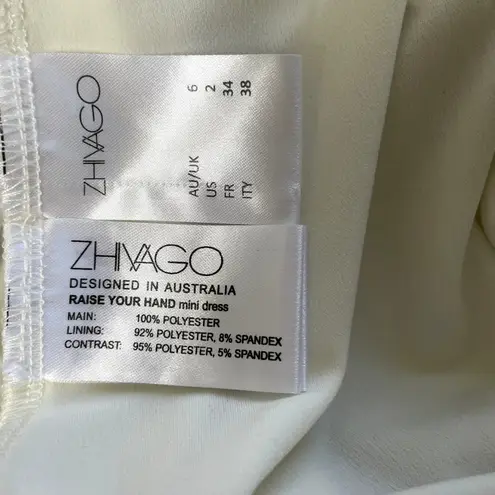 ZHIVAGO
AU/UK 6
US 2
FR 34
ITY 38
ZHIVAGO
DESIGNED IN AUSTRALIA
RAISE YOUR HAND mini dress
MAIN: 100% POLYESTER
LINING: 92% POLYESTER, 8% SPANDEX
CONTRAST: 95% POLYESTER, 5% SPANDEX